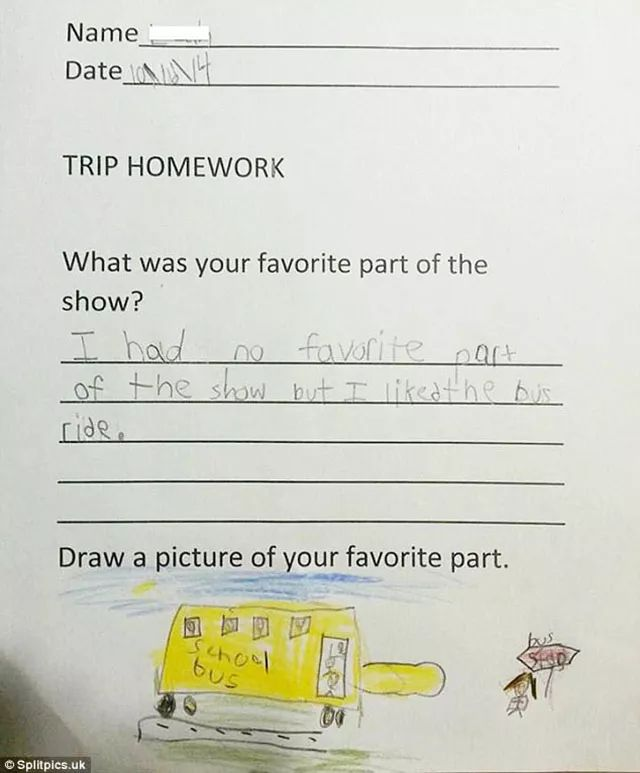 Name
Date 10/16/14
TRIP HOMEWORK
What was your favorite part of the
show?
I had no favorite part
of the show but I liked the bus
ride.
Draw a picture of your favorite part.
school
bus
bus
stop
© Splitpics.uk